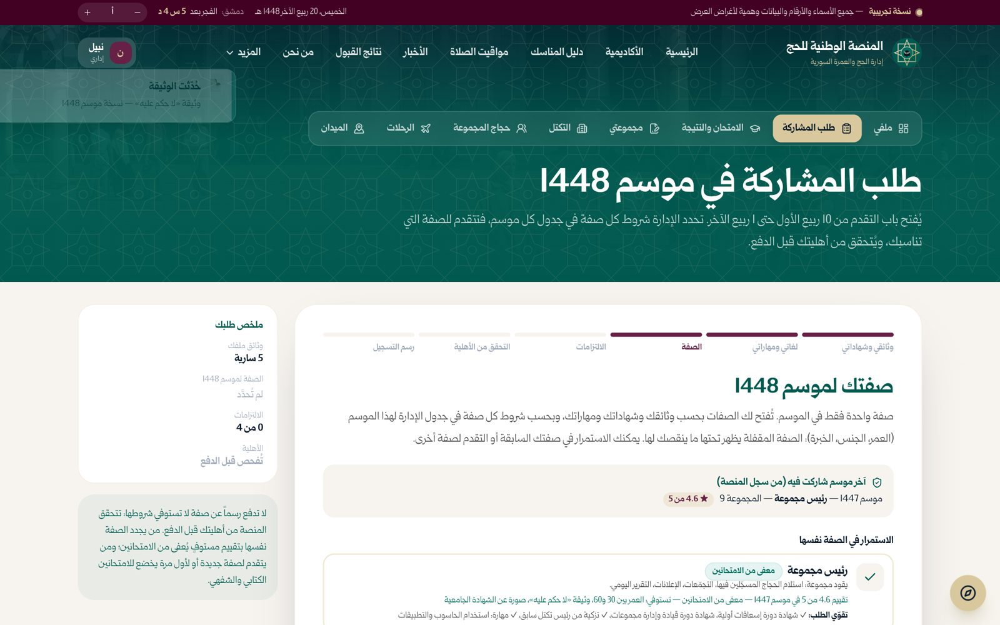 نسخة تجريبية — جميع الأسماء والأرقام والبيانات وهمية لأغراض العرض
الخميس، 20 ربيع الآخر 1448 هـ
دمشق: الفجر بعد 5 س 4 د
− أ +
المنصة الوطنية للحج
إدارة الحج والعمرة السورية
الرئيسية
الأكاديمية
دليل المناسك
مواقيت الصلاة
الأخبار
نتائج القبول
من نحن
المزيد
ن
نبيل
إداري
حُدّثت الوثيقة
وثيقة «لا حكم عليه» — نسخة موسم 1448
ملفي
طلب المشاركة
الامتحان والنتيجة
مجموعتي
التكتل
حجاج المجموعة
الرحلات
الميدان
طلب المشاركة في موسم 1448
يُفتح باب التقدم من 10 ربيع الأول حتى 1 ربيع الآخر. تحدد الإدارة شروط كل صفة في جدول كل موسم، فتتقدم للصفة التي
تناسبك، ويُتحقق من أهليتك قبل الدفع.
وثائقي وشهاداتي
لغاتي ومهاراتي
الصفة
الالتزامات
التحقق من الأهلية
رسم التسجيل
صفتك لموسم 1448
صفة واحدة فقط في الموسم. تُفتح لك الصفات بحسب وثائقك وشهاداتك ومهاراتك، وبحسب شروط كل صفة في جدول الإدارة لهذا الموسم
(العمر، الجنس، الخبرة): الصفة المقفلة يظهر تحتها ما ينقصك لها. يمكنك الاستمرار في صفتك السابقة أو التقدم لصفة أخرى.
آخر موسم شاركت فيه (من سجل المنصة)
موسم 1447 — رئيس مجموعة — المجموعة 9 ★ 4.6 من 5
الاستمرار في الصفة نفسها
رئيس مجموعة معفى من الامتحانين
يقود مجموعة: استلام الحجاج المسجّلين فيها، التجمّعات، الإعلانات، التقرير اليومي.
تقييم 4.6 من 5 في موسم 1447 — معفى من الامتحانين — تستوفي: العمر بين 30 و60، وثيقة «لا حكم عليه»، صورة عن الشهادة الجامعية
تقوّي الطلب: ✓ شهادة دورة إسعافات أولية، شهادة دورة قيادة وإدارة مجموعات، ✓ تزكية من رئيس تكتل سابق، ✓ مهارة: استخدام الحاسوب والتطبيقات
ملخص طلبك
وثائق ملفك
5 سارية
الصفة لموسم 1448
لم تُحدَّد
الالتزامات
0 من 4
الأهلية
تُفحص قبل الدفع
لا تدفع رسماً عن صفة لا تستوفي شروطها: تتحقق
المنصة من أهليتك قبل الدفع. من يجدد الصفة
نفسها بتقييم مستوفٍ يُعفى من الامتحانين؛ ومن
يتقدم لصفة جديدة أو لأول مرة يخضع للامتحانين
الكتابي والشفهي.